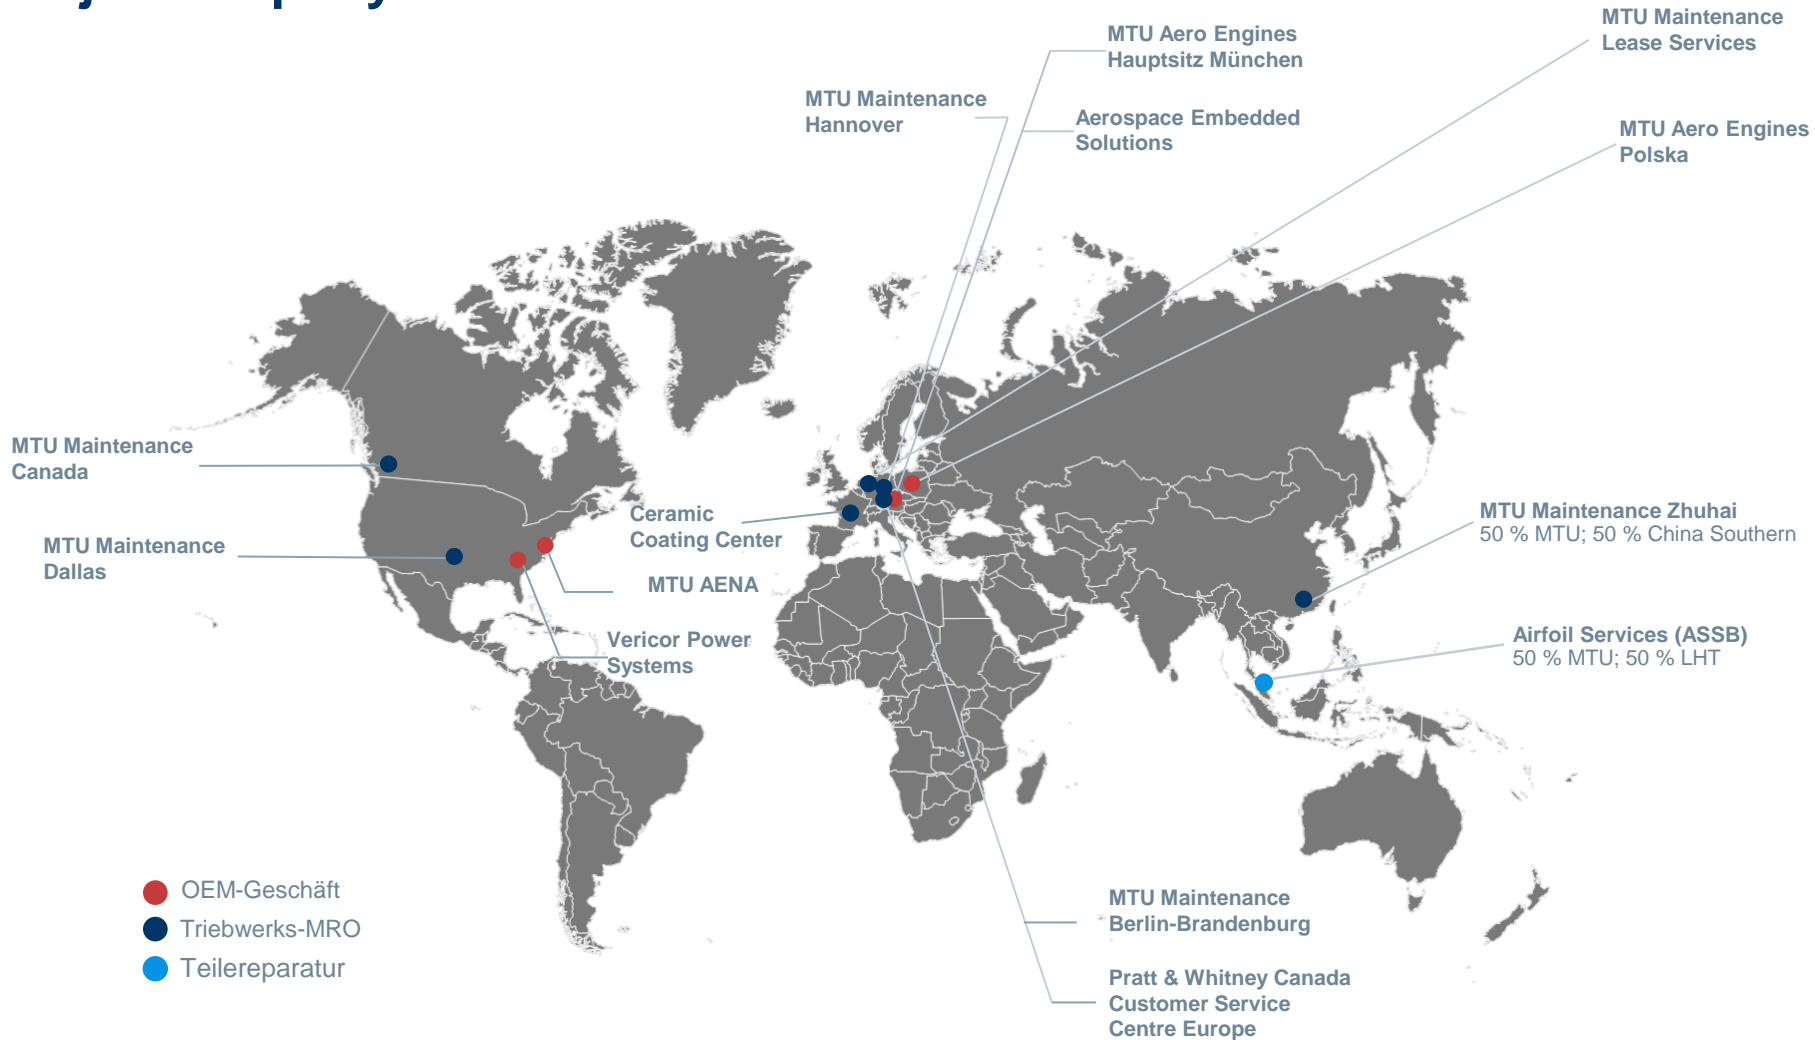 MTU Maintenance
Lease Services
MTU Aero Engines
Hauptsitz München
MTU Maintenance
Hannover
Aerospace Embedded
Solutions
MTU Aero Engines
Polska
MTU Maintenance
Canada
Ceramic
Coating Center
MTU Maintenance Zhuhai
50 % MTU; 50 % China Southern
MTU Maintenance
Dallas
MTU AENA
Vericor Power
Systems
Airfoil Services (ASSB)
50 % MTU; 50 % LHT
OEM-Geschäft
Triebwerks-MRO
Teilereparatur
MTU Maintenance
Berlin-Brandenburg
Pratt & Whitney Canada
Customer Service
Centre Europe